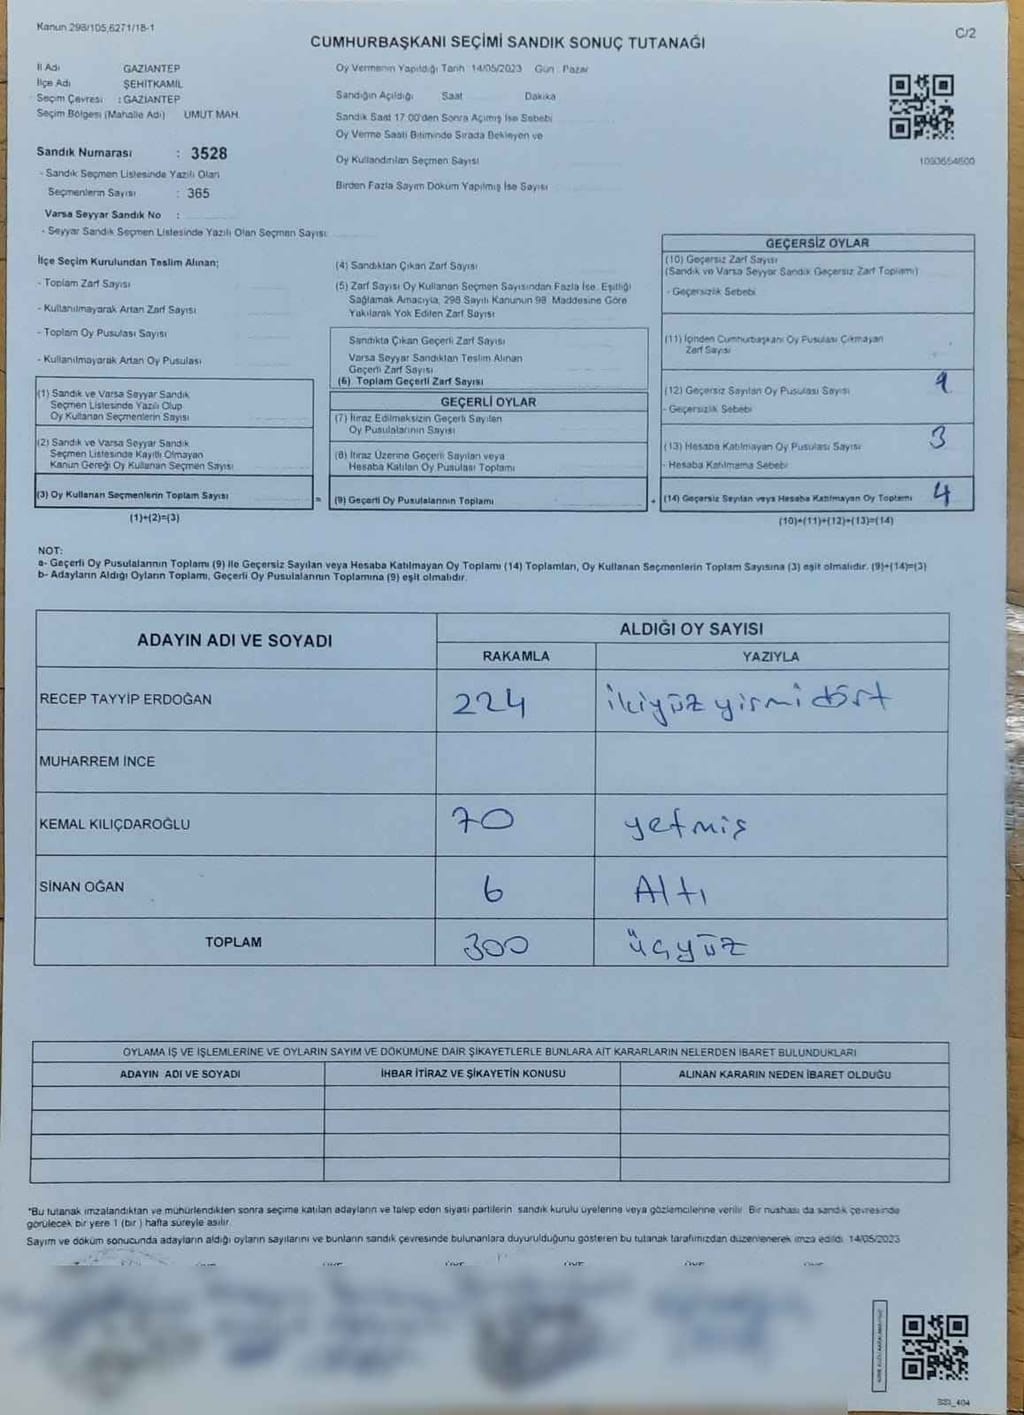 Kanun 298/105,6271/18-1
C/2
CUMHURBAŞKANI SEÇİMİ SANDIK SONUÇ TUTANAĞI
İl Adı GAZİANTEP
İlçe Adı ŞEHİTKAMİL
Seçim Çevresi : GAZİANTEP
Seçim Bölgesi (Mahalle Adı) UMUT MAH.
Sandık Numarası : 3528
- Sandık Seçmen Listesinde Yazılı Olan
Seçmenlerin Sayısı : 365
Varsa Seyyar Sandık No :
- Seyyar Sandık Seçmen Listesinde Yazılı Olan Seçmen Sayısı
Oy Vermenin Yapıldığı Tarih 14/05/2023 Gün : Pazar
Sandığın Açıldığı Saat Dakika
Sandık Saat 17.00'den Sonra Açımış İse Sebebi
Oy Verme Saati Bitiminde Sırada Bekleyen ve
Oy Kullandırılan Seçmen Sayısı
Birden Fazla Sayım Döküm Yapılmış İse Sayısı
1093654600
İlçe Seçim Kurulundan Teslim Alınan;
- Toplam Zarf Sayısı
- Kullanılmayarak Artan Zarf Sayısı
- Toplam Oy Pusulası Sayısı
- Kullanılmayarak Artan Oy Pusulası
(1) Sandık ve Varsa Seyyar Sandık
Seçmen Listesinde Yazılı Olup
Oy Kullanan Seçmenlerin Sayısı
(2) Sandık ve Varsa Seyyar Sandık
Seçmen Listesinde Kayıtlı Olmayan
Kanun Gereği Oy Kullanan Seçmen Sayısı
(3) Oy Kullanan Seçmenlerin Toplam Sayısı
(1)+(2)=(3)
(4) Sandıktan Çıkan Zarf Sayısı
(5) Zarf Sayısı Oy Kullanan Seçmen Sayısından Fazla İse, Eşitliği
Sağlamak Amacıyla, 298 Sayılı Kanunun 98. Maddesine Göre
Yakılarak Yok Edilen Zarf Sayısı
Sandıkta Çıkan Geçerli Zarf Sayısı
Varsa Seyyar Sandıktan Teslim Alınan
Geçerli Zarf Sayısı
(6) Toplam Geçerli Zarf Sayısı
GEÇERLİ OYLAR
(7) İtiraz Edilmeksizin Geçerli Sayılan
Oy Pusulalarının Sayısı
(8) İtiraz Üzerine Geçerli Sayılan veya
Hesaba Katılan Oy Pusulası Toplamı
= (9) Geçerli Oy Pusulalarının Toplamı +
GEÇERSİZ OYLAR
(10) Geçersiz Zarf Sayısı
(Sandık ve Varsa Seyyar Sandık Geçersiz Zarf Toplamı)
- Geçersizlik Sebebi
(11) İçinden Cumhurbaşkanı Oy Pusulası Çıkmayan
Zarf Sayısı
(12) Geçersiz Sayılan Oy Pusulası Sayısı
- Geçersizlik Sebebi
(13) Hesaba Katılmayan Oy Pusulası Sayısı 3
- Hesaba Katılmama Sebebi
(14) Geçersiz Sayılan veya Hesaba Katılmayan Oy Toplamı 4
(10)+(11)+(12)+(13)=(14)
NOT:
a- Geçerli Oy Pusulalarının Toplamı (9) ile Geçersiz Sayılan veya Hesaba Katılmayan Oy Toplamı (14) Toplamları, Oy Kullanan Seçmenlerin Toplam Sayısına (3) eşit olmalıdır. (9)+(14)=(3)
b- Adayların Aldığı Oyların Toplamı, Geçerli Oy Pusulalarının Toplamına (9) eşit olmalıdır.
ADAYIN ADI VE SOYADI
ALDIĞI OY SAYISI
RAKAMLA YAZIYLA
RECEP TAYYİP ERDOĞAN 224 ikiyüz yirmi dört
MUHARREM İNCE
KEMAL KILIÇDAROĞLU 70 yetmiş
SİNAN OĞAN 6 Altı
TOPLAM 300 üçyüz
OYLAMA İŞ VE İŞLEMLERİNE VE OYLARIN SAYIM VE DÖKÜMÜNE DAİR ŞİKAYETLERLE BUNLARA AİT KARARLARIN NELERDEN İBARET BULUNDUKLARI
ADAYIN ADI VE SOYADI İHBAR İTİRAZ VE ŞİKAYETİN KONUSU ALINAN KARARIN NEDEN İBARET OLDUĞU
*Bu tutanak imzalandıktan ve mühürlendikten sonra seçime katılan adayların ve talep eden siyasi partilerin sandık kurulu üyelerine veya gözlemcilerine verilir. Bir nushası da sandık çevresinde
görülecek bir yere 1 (bir ) hafta süreyle asılır.
Sayım ve döküm sonucunda adayların aldığı oyların sayılarını ve bunların sandık çevresinde bulunanlara duyurulduğunu gösteren bu tutanak tarafımızdan düzenlenerek imza edildi. 14/05/2023